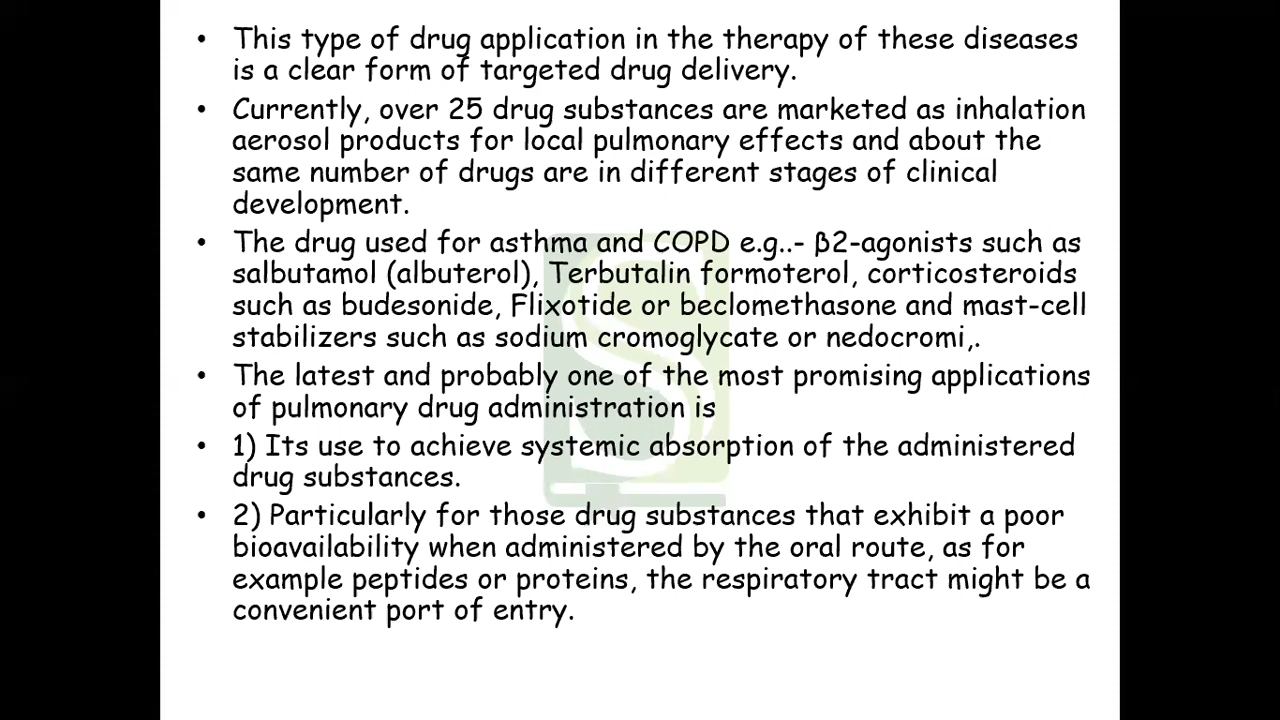 • This type of drug application in the therapy of these diseases
is a clear form of targeted drug delivery.
• Currently, over 25 drug substances are marketed as inhalation
aerosol products for local pulmonary effects and about the
same number of drugs are in different stages of clinical
development.
• The drug used for asthma and COPD e.g..- β2-agonists such as
salbutamol (albuterol), Terbutalin formoterol, corticosteroids
such as budesonide, Flixotide or beclomethasone and mast-cell
stabilizers such as sodium cromoglycate or nedocromi,.
• The latest and probably one of the most promising applications
of pulmonary drug administration is
• 1) Its use to achieve systemic absorption of the administered
drug substances.
• 2) Particularly for those drug substances that exhibit a poor
bioavailability when administered by the oral route, as for
example peptides or proteins, the respiratory tract might be a
convenient port of entry.